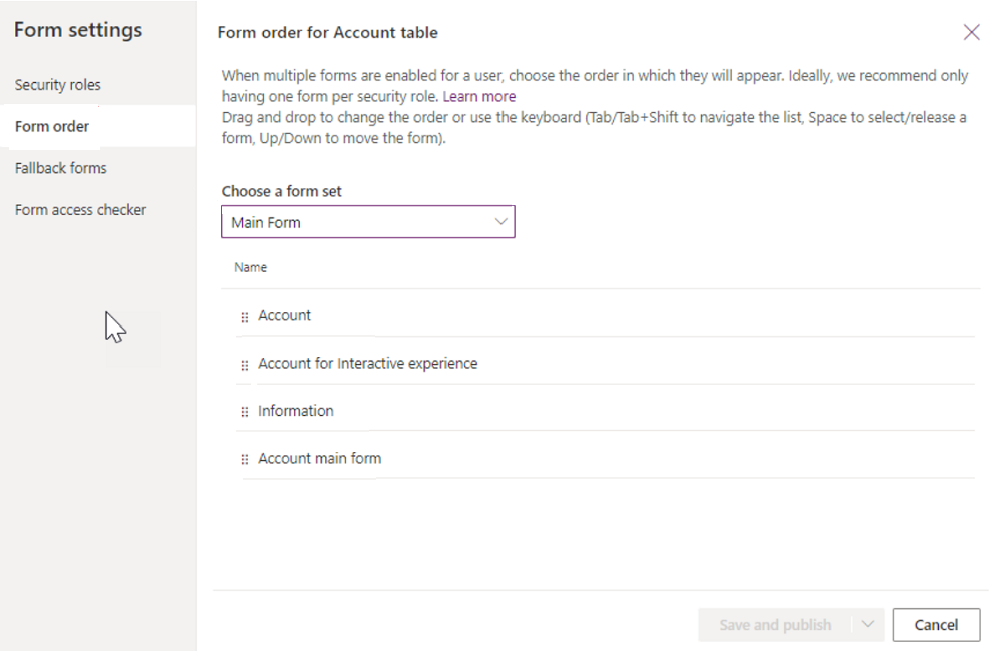 Form settings
Security roles
Form order
Fallback forms
Form access checker
Form order for Account table
When multiple forms are enabled for a user, choose the order in which they will appear. Ideally, we recommend only
having one form per security role. Learn more
Drag and drop to change the order or use the keyboard (Tab/Tab+Shift to navigate the list, Space to select/release a
form, Up/Down to move the form).
Choose a form set
Main Form
Name
Account
Account for Interactive experience
Information
Account main form
Save and publish
Cancel